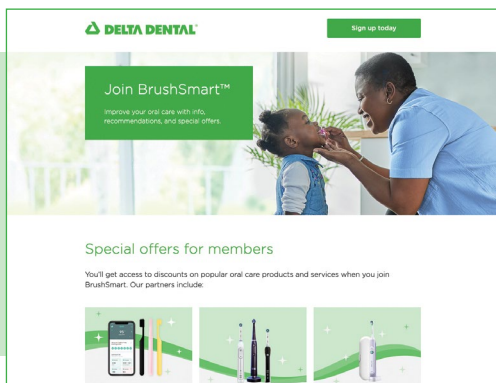 DELTA DENTAL®
Sign up today
Join BrushSmart™
Improve your oral care with info,
recommendations, and special offers.
Special offers for members
You'll get access to discounts on popular oral care products and services when you join
BrushSmart. Our partners include: